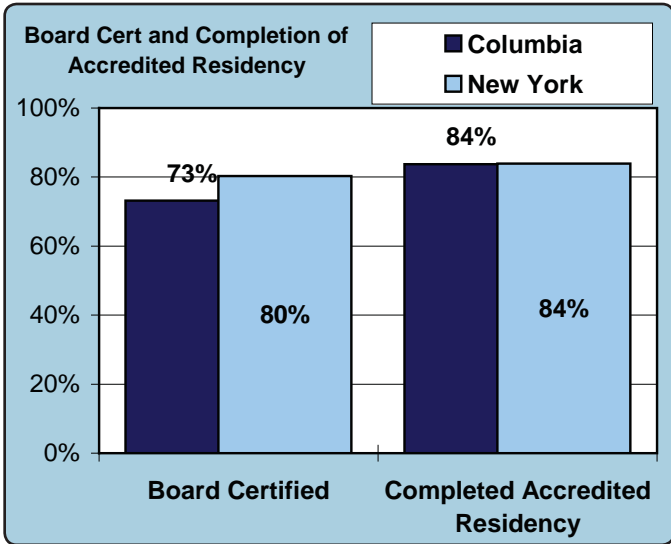 Board Cert and Completion of
Accredited Residency
Columbia
New York
100%
80%
60%
40%
20%
0%
73%
80%
84%
84%
Board Certified
Completed Accredited
Residency